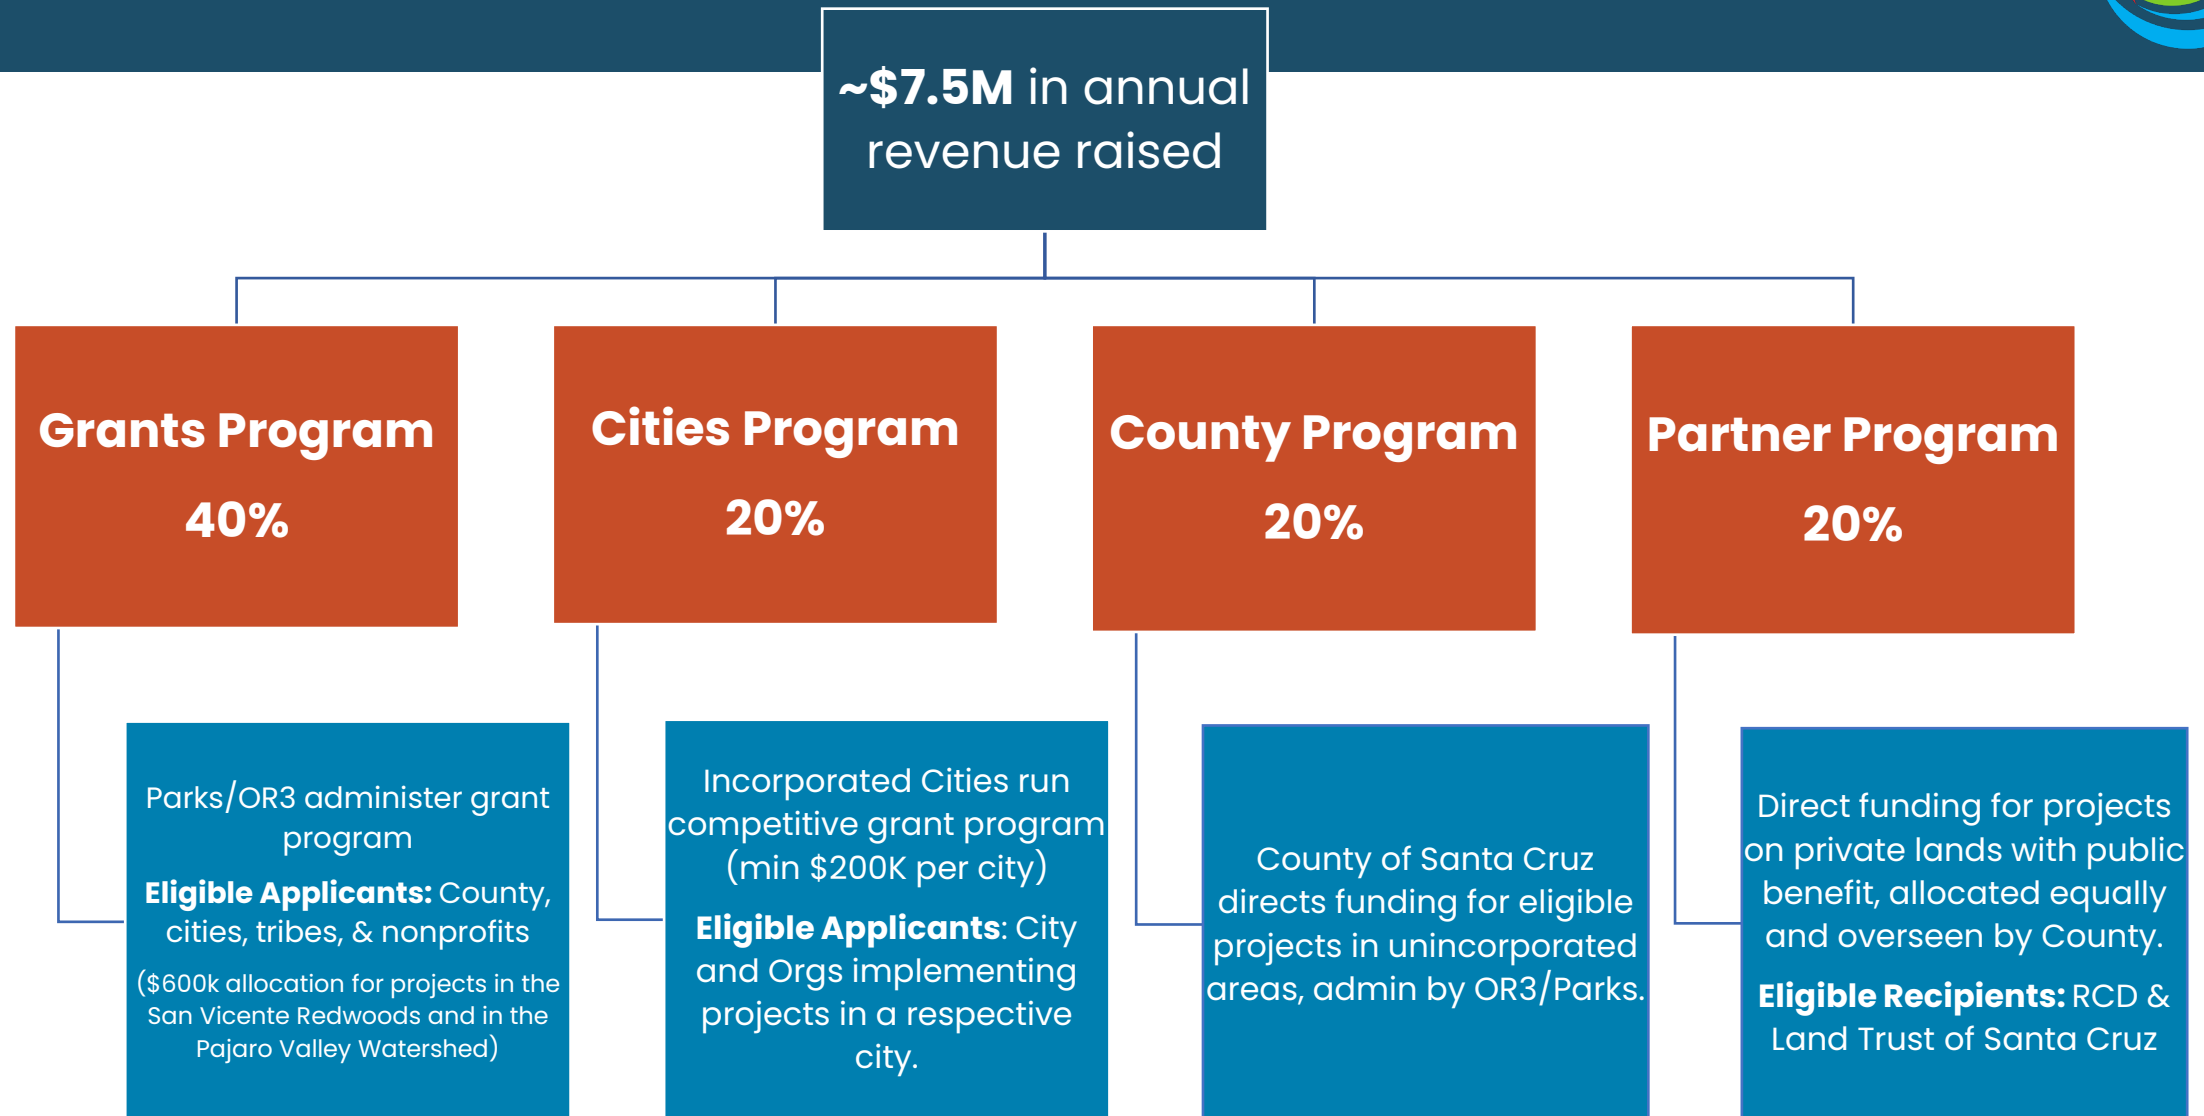 ~$7.5M in annual
revenue raised
Grants Program
40%
Cities Program
20%
County Program
20%
Partner Program
20%
Parks/OR3 administer grant
program
Eligible Applicants: County,
cities, tribes, & nonprofits
($600k allocation for projects in the
San Vicente Redwoods and in the
Pajaro Valley Watershed)
Incorporated Cities run
competitive grant program
(min $200K per city)
Eligible Applicants: City
and Orgs implementing
projects in a respective
city.
County of Santa Cruz
directs funding for eligible
projects in unincorporated
areas, admin by OR3/Parks.
Direct funding for projects
on private lands with public
benefit, allocated equally
and overseen by County.
Eligible Recipients: RCD &
Land Trust of Santa Cruz